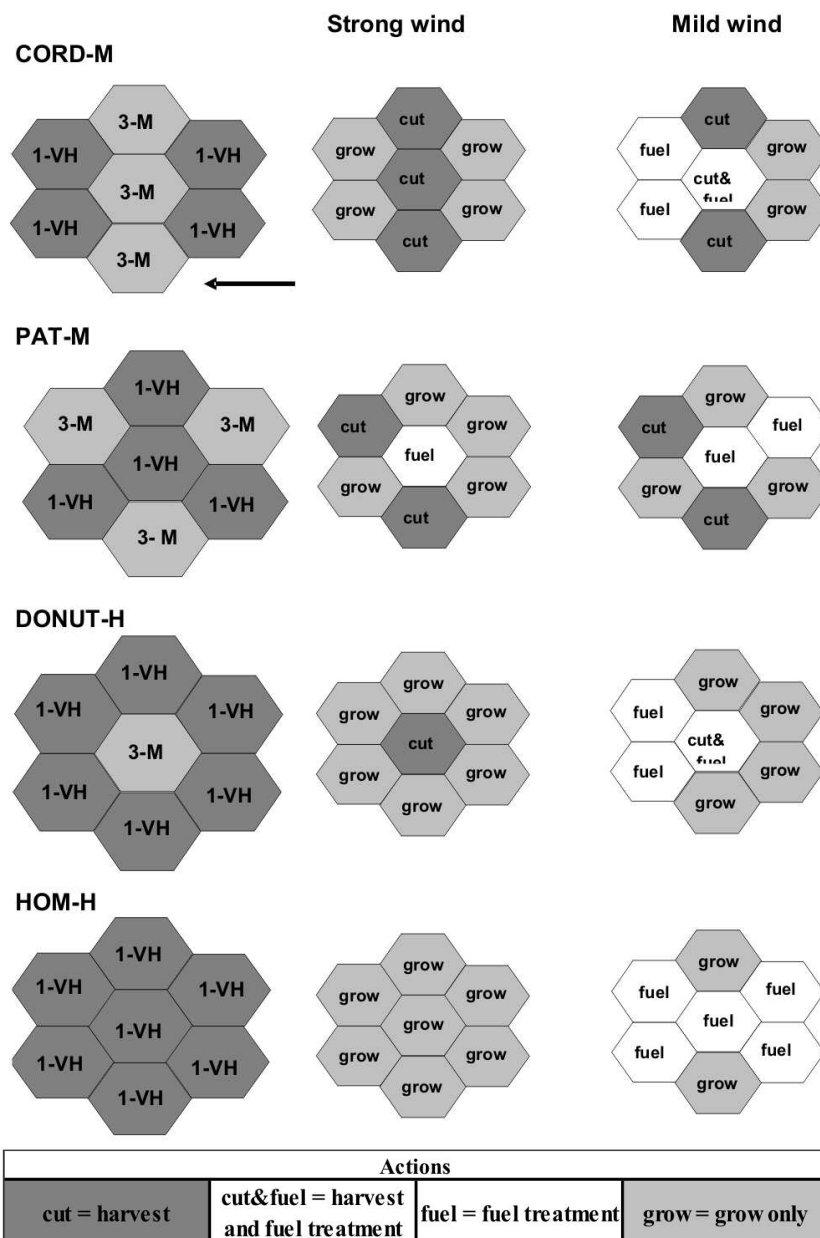 Strong wind
Mild wind
CORD-M
3-M
1-VH
1-VH
3-M
1-VH
1-VH
3-M
cut
grow
grow
cut
grow
grow
cut
cut
fuel
grow
cut&
fuel
fuel
grow
cut
PAT-M
1-VH
3-M
3-M
1-VH
1-VH
1-VH
3- M
grow
cut
grow
fuel
grow
grow
cut
grow
cut
fuel
fuel
grow
grow
cut
DONUT-H
1-VH
1-VH
1-VH
3-M
1-VH
1-VH
1-VH
grow
grow
grow
cut
grow
grow
grow
grow
fuel
grow
cut&
fuel
fuel
grow
grow
HOM-H
1-VH
1-VH
1-VH
1-VH
1-VH
1-VH
1-VH
grow
grow
grow
grow
grow
grow
grow
grow
fuel
fuel
fuel
fuel
fuel
grow
Actions
cut = harvest
cut&fuel = harvest
and fuel treatment
fuel = fuel treatment
grow = grow only